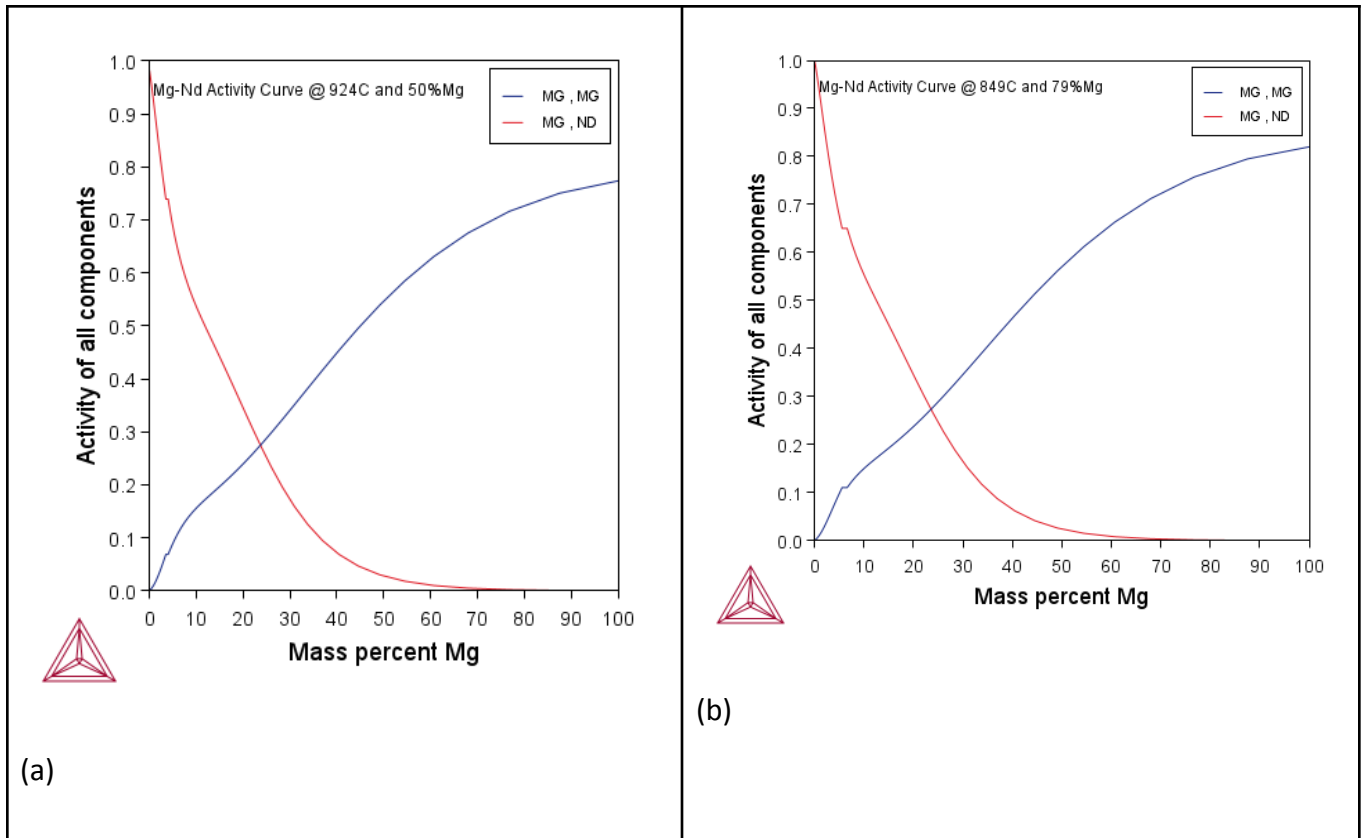 Mg-Nd Activity Curve @ 924C and 50%Mg
MG , MG
MG , ND
1.0
0.9
0.8
0.7
0.6
0.5
0.4
0.3
0.2
0.1
0.0
Activity of all components
0 10 20 30 40 50 60 70 80 90 100
Mass percent Mg
(a)
Mg-Nd Activity Curve @ 849C and 79%Mg
MG , MG
MG , ND
1.0
0.9
0.8
0.7
0.6
0.5
0.4
0.3
0.2
0.1
0.0
Activity of all components
0 10 20 30 40 50 60 70 80 90 100
Mass percent Mg
(b)